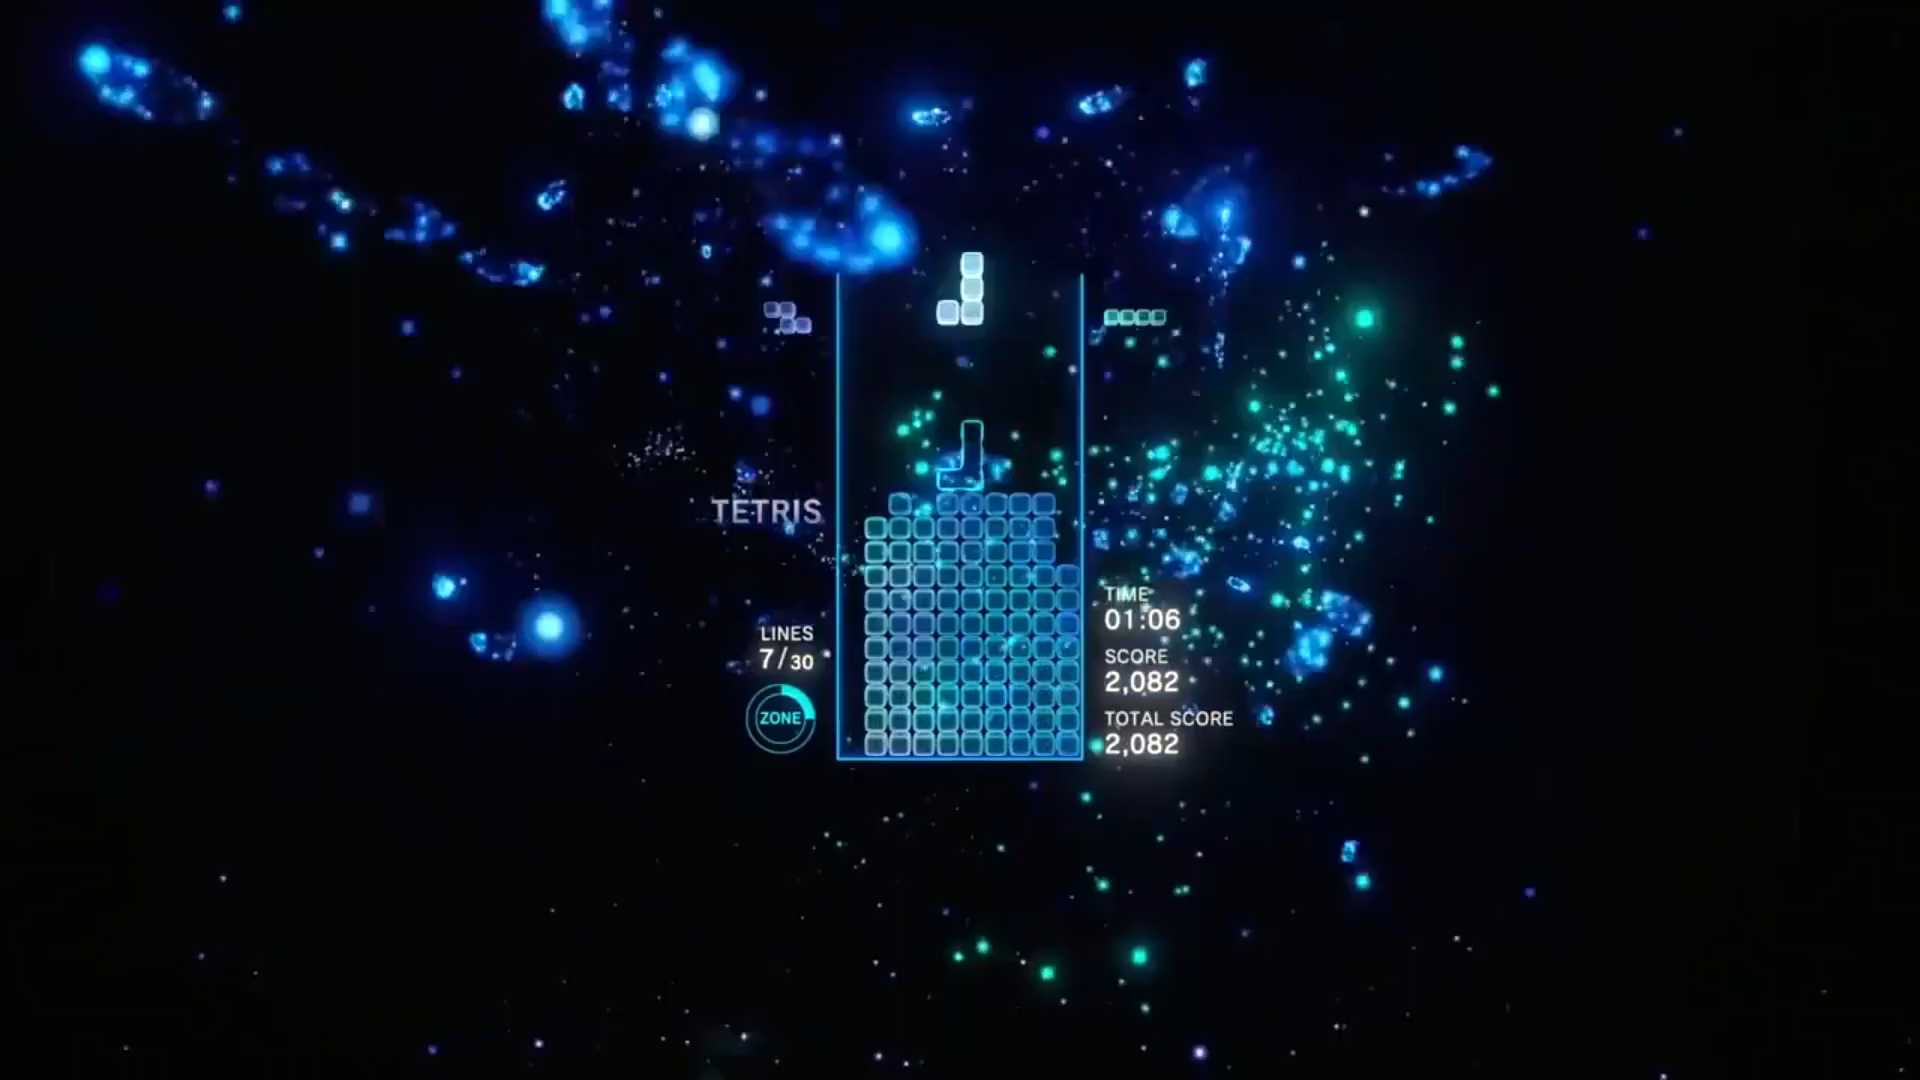 TETRIS
LINES
7/30
ZONE
TIME
01:06
SCORE
2,082
TOTAL SCORE
2,082